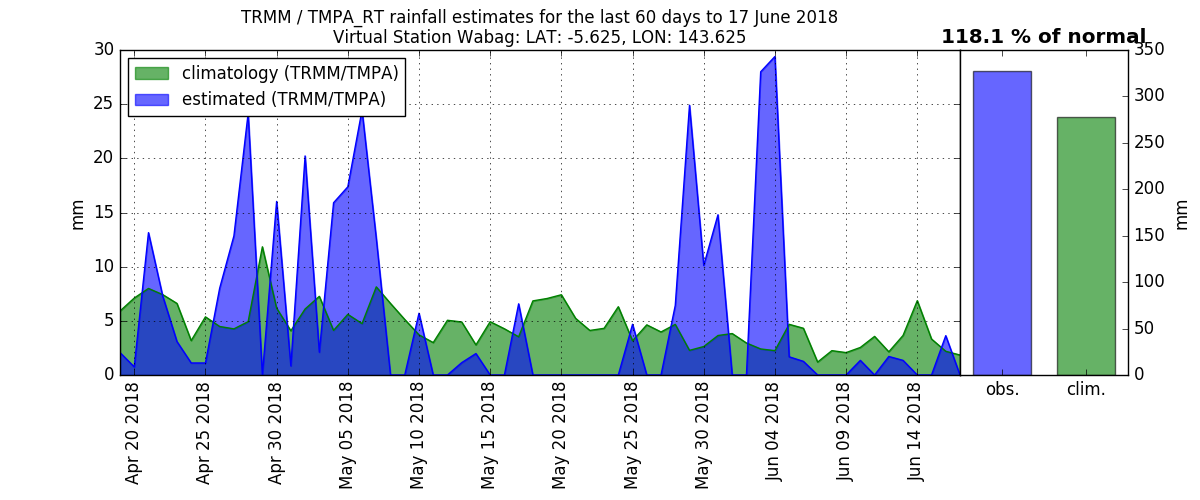 TRMM / TMPA_RT rainfall estimates for the last 60 days to 17 June 2018
Virtual Station Wabag: LAT: -5.625, LON: 143.625
118.1 % of normal
climatology (TRMM/TMPA)
estimated (TRMM/TMPA)
30
25
20
15
10
5
0
mm
350
300
250
200
150
100
50
0
mm
Apr 20 2018
Apr 25 2018
Apr 30 2018
May 05 2018
May 10 2018
May 15 2018
May 20 2018
May 25 2018
May 30 2018
Jun 04 2018
Jun 09 2018
Jun 14 2018
obs.
clim.